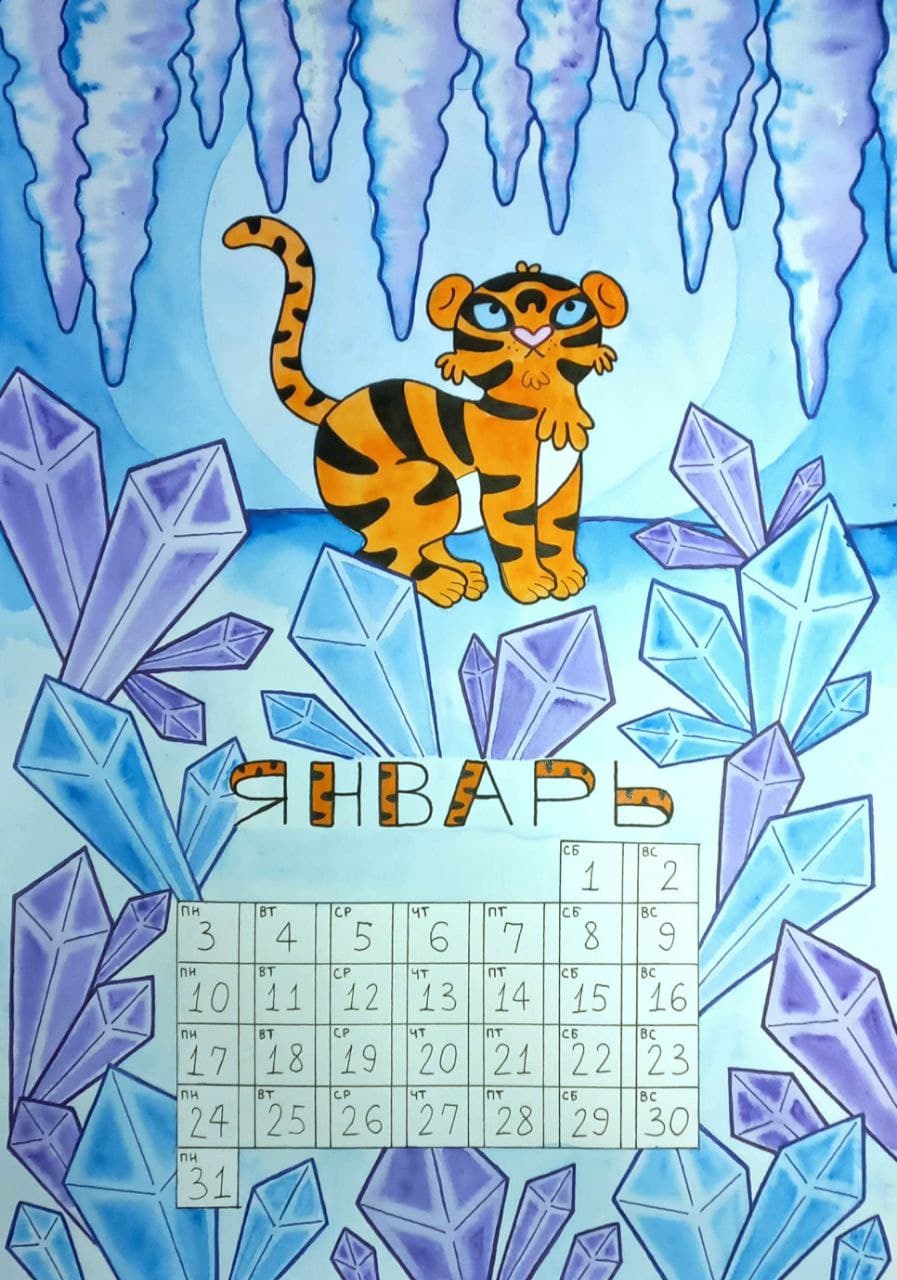 ЯНВАРЬ
СБ 1 ВС 2
ПН 3 ВТ 4 СР 5 ЧТ 6 ПТ 7 СБ 8 ВС 9
ПН 10 ВТ 11 СР 12 ЧТ 13 ПТ 14 СБ 15 ВС 16
ПН 17 ВТ 18 СР 19 ЧТ 20 ПТ 21 СБ 22 ВС 23
ПН 24 ВТ 25 СР 26 ЧТ 27 ПТ 28 СБ 29 ВС 30
ПН 31